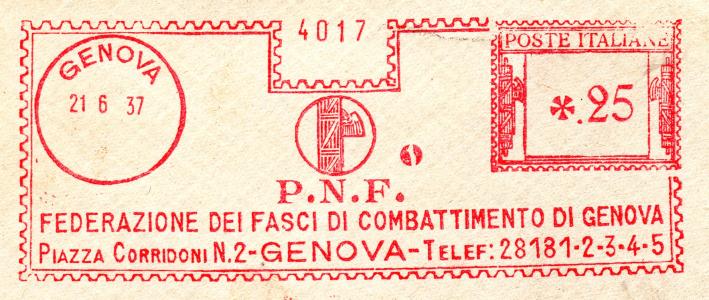 4017
GENOVA
21 6 37
POSTE ITALIANE
*.25
P.N.F.
FEDERAZIONE DEI FASCI DI COMBATTIMENTO DI GENOVA
PIAZZA CORRIDONI N.2-GENOVA-TELEF: 28181-2-3-4-5